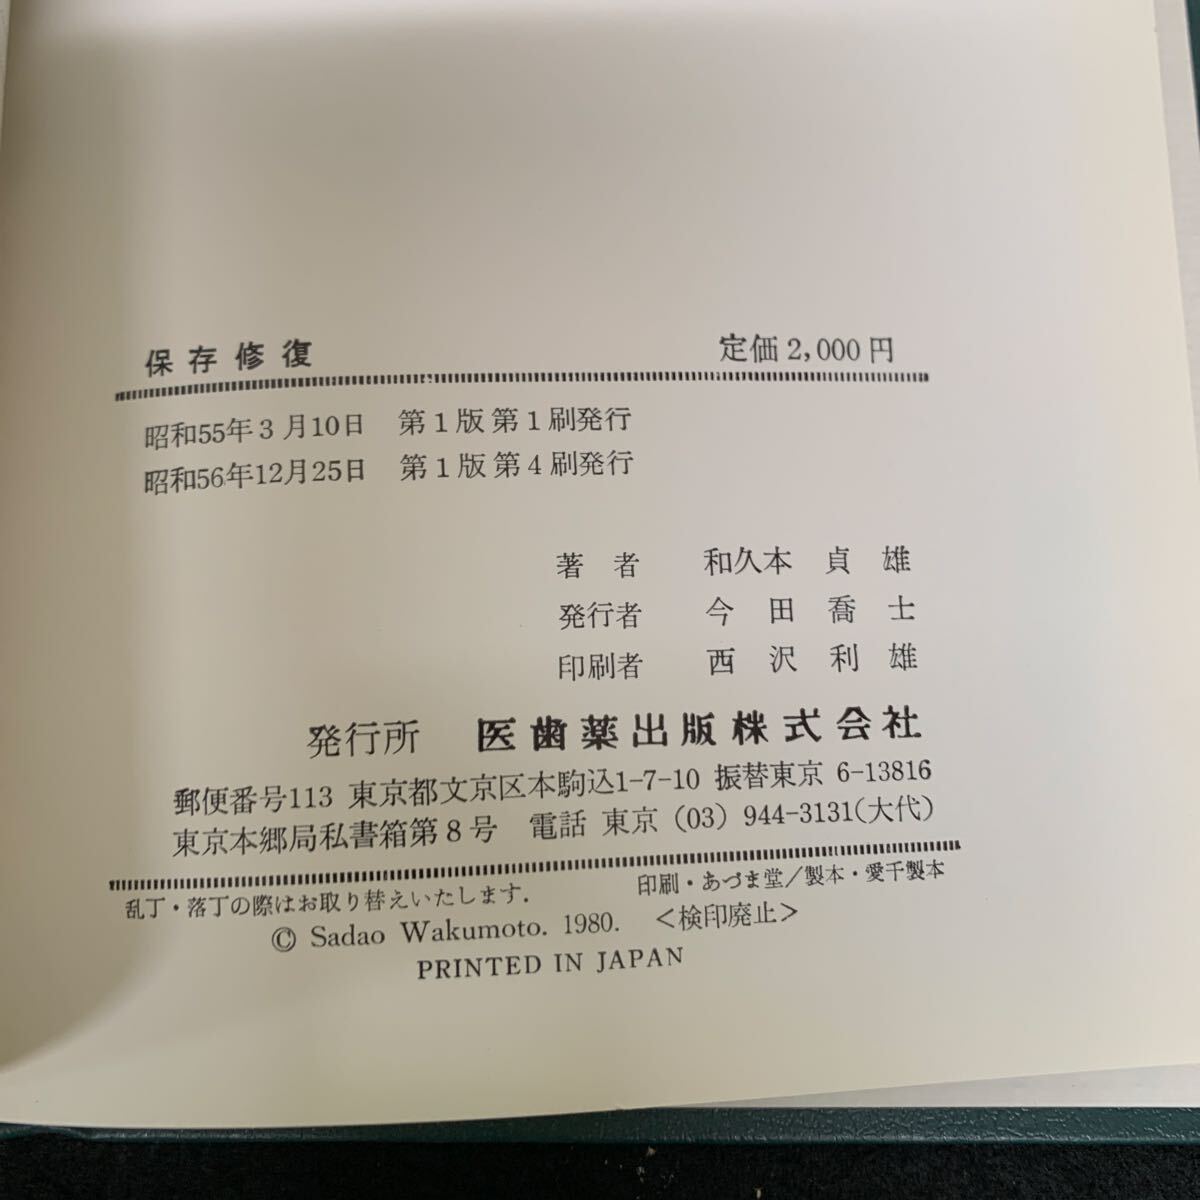 保存修復 定価2,000円
昭和55年3月10日 第1版第1刷発行
昭和56年12月25日 第1版第4刷発行
著者 和久本 貞雄
発行者 今田喬士
印刷者 西沢利雄
発行所 医歯薬出版株式会社
郵便番号113 東京都文京区本駒込1-7-10 振替東京 6-13816
東京本郷局私書箱第8号 電話 東京 (03) 944-3131(大代)
乱丁・落丁の際はお取り替えいたします. 印刷・あづま堂/製本・愛千製本
© Sadao Wakumoto. 1980. <検印廃止>
PRINTED IN JAPAN